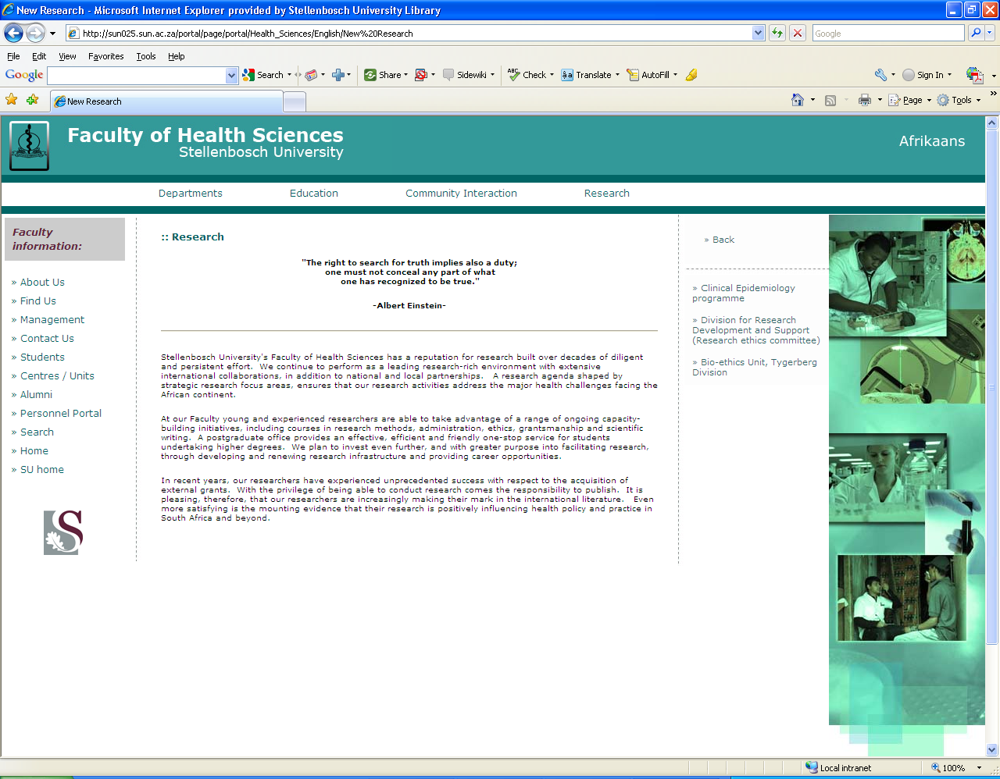 New Research - Microsoft Internet Explorer provided by Stellenbosch University Library
http://sun025.sun.ac.za/portal/page/portal/Health_Sciences/English/New%20Research
Google
File Edit View Favorites Tools Help
Google Search Share Sidewiki Check Translate AutoFill Sign In
New Research
Page Tools
Faculty of Health Sciences
Stellenbosch University
Afrikaans
Departments Education Community Interaction Research
Faculty
information:
» About Us
» Find Us
» Management
» Contact Us
» Students
» Centres / Units
» Alumni
» Personnel Portal
» Search
» Home
» SU home
:: Research
"The right to search for truth implies also a duty;
one must not conceal any part of what
one has recognized to be true."
-Albert Einstein-
Stellenbosch University's Faculty of Health Sciences has a reputation for research built over decades of diligent
and persistent effort. We continue to perform as a leading research-rich environment with extensive
international collaborations, in addition to national and local partnerships. A research agenda shaped by
strategic research focus areas, ensures that our research activities address the major health challenges facing the
African continent.
At our Faculty young and experienced researchers are able to take advantage of a range of ongoing capacity-
building initiatives, including courses in research methods, administration, ethics, grantsmanship and scientific
writing. A postgraduate office provides an effective, efficient and friendly one-stop service for students
undertaking higher degrees. We plan to invest even further, and with greater purpose into facilitating research,
through developing and renewing research infrastructure and providing career opportunities.
In recent years, our researchers have experienced unprecedented success with respect to the acquisition of
external grants. With the privilege of being able to conduct research comes the responsibility to publish. It is
pleasing, therefore, that our researchers are increasingly making their mark in the international literature. Even
more satisfying is the mounting evidence that their research is positively influencing health policy and practice in
South Africa and beyond.
» Back
» Clinical Epidemiology
programme
» Division for Research
Development and Support
(Research ethics committee)
» Bio-ethics Unit, Tygerberg
Division
Local intranet
100%